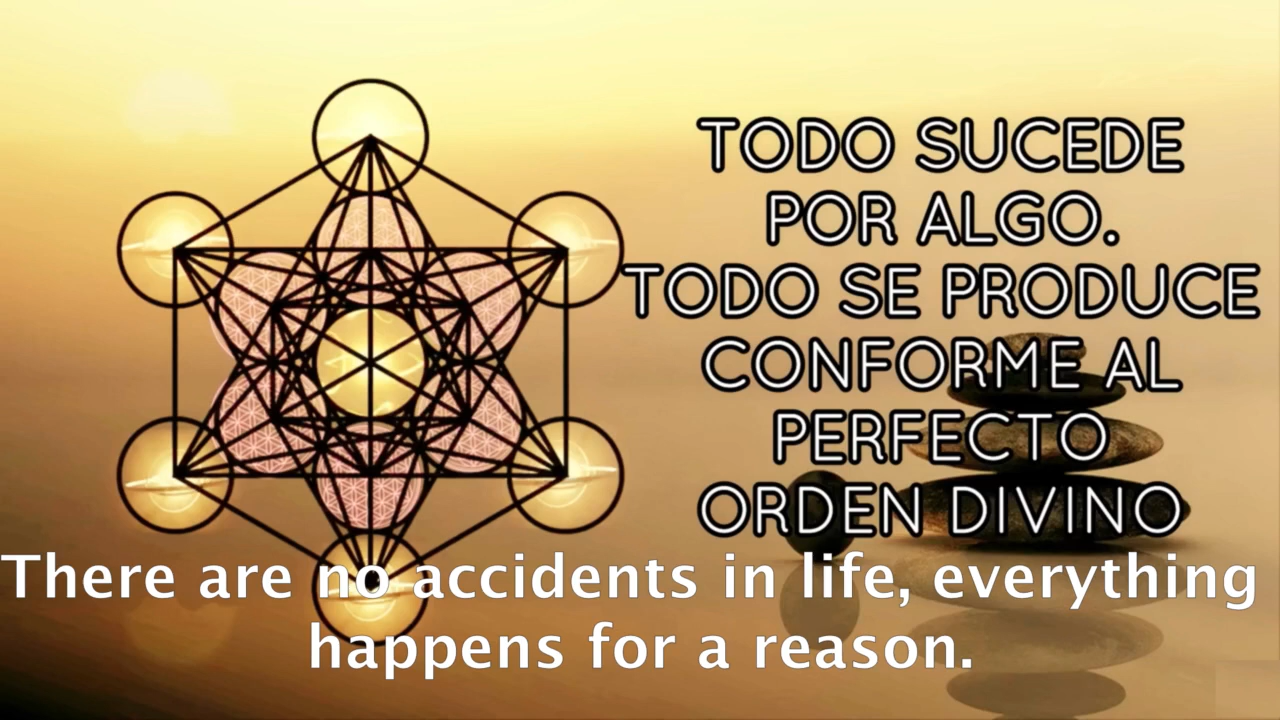 TODO SUCEDE
POR ALGO.
TODO SE PRODUCE
CONFORME AL
PERFECTO
ORDEN DIVINO
There are no accidents in life, everything
happens for a reason.